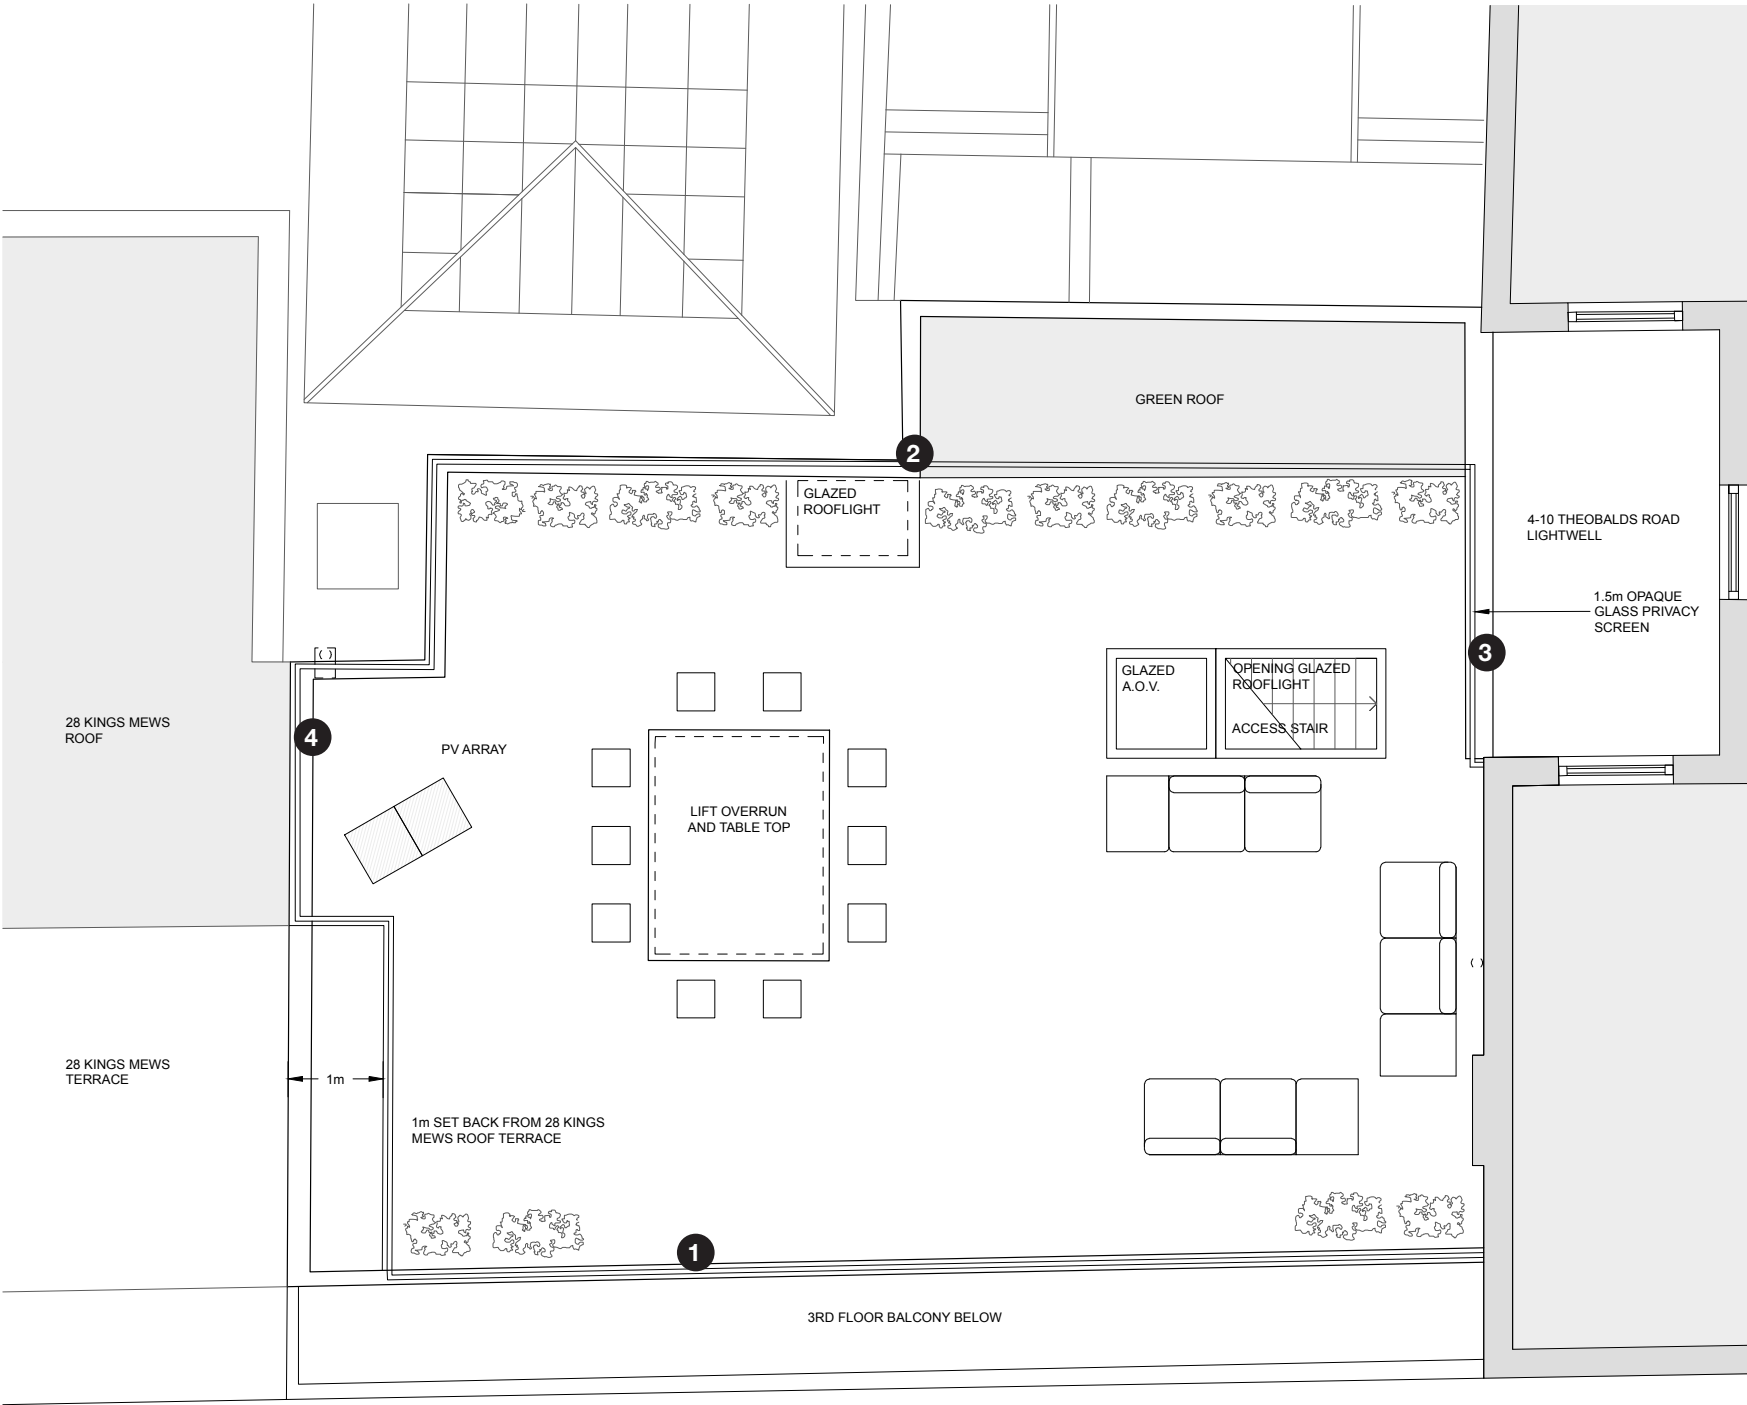 GREEN ROOF
2
GLAZED
ROOFLIGHT
4-10 THEOBALDS ROAD
LIGHTWELL
1.5m OPAQUE
GLASS PRIVACY
SCREEN
3
GLAZED
A.O.V.
OPENING GLAZED
ROOFLIGHT
ACCESS STAIR
28 KINGS MEWS
ROOF
4
PV ARRAY
LIFT OVERRUN
AND TABLE TOP
28 KINGS MEWS
TERRACE
1m
1m SET BACK FROM 28 KINGS
MEWS ROOF TERRACE
1
3RD FLOOR BALCONY BELOW